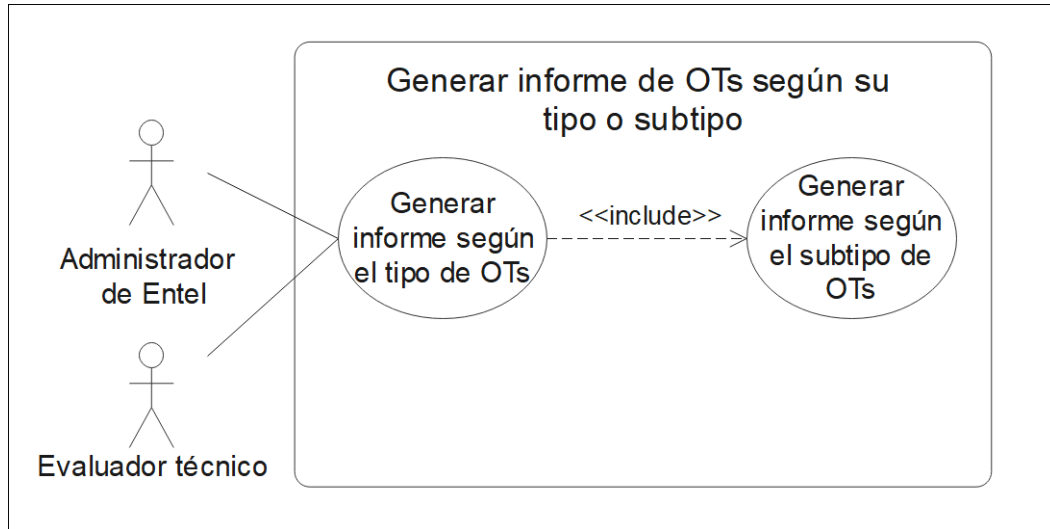 Generar informe de OTs según su
tipo o subtipo
Administrador
de Entel
Evaluador técnico
Generar
informe según
el tipo de OTs
<<include>>
Generar
informe según
el subtipo de
OTs